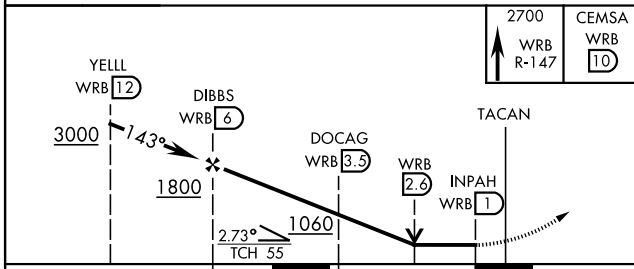 2700
WRB
R-147
CEMSA
WRB
10
YELLL
WRB 12
DIBBS
WRB 6
TACAN
3000
143°
DOCAG
WRB 3.5
WRB
2.6
INPAH
WRB 1
1800
1060
2.73°
TCH 55